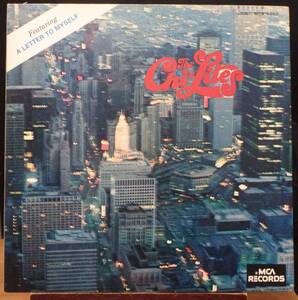 Featuring
A LETTER TO MYSELF
The
Chi-Lites
MCA
RECORDS